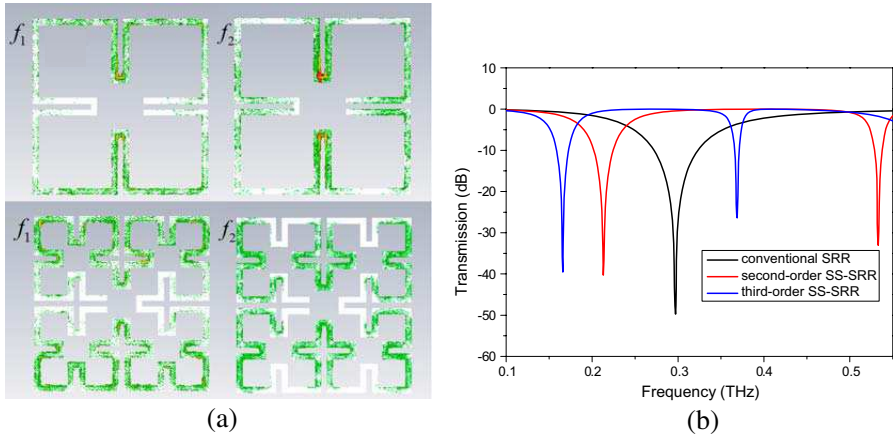 f1
f2
f1
f2
(a)
10
0
-10
-20
-30
-40
-50
-60
Transmission (dB)
conventional SRR
second-order SS-SRR
third-order SS-SRR
0.1
0.2
0.3
0.4
0.5
Frequency (THz)
(b)